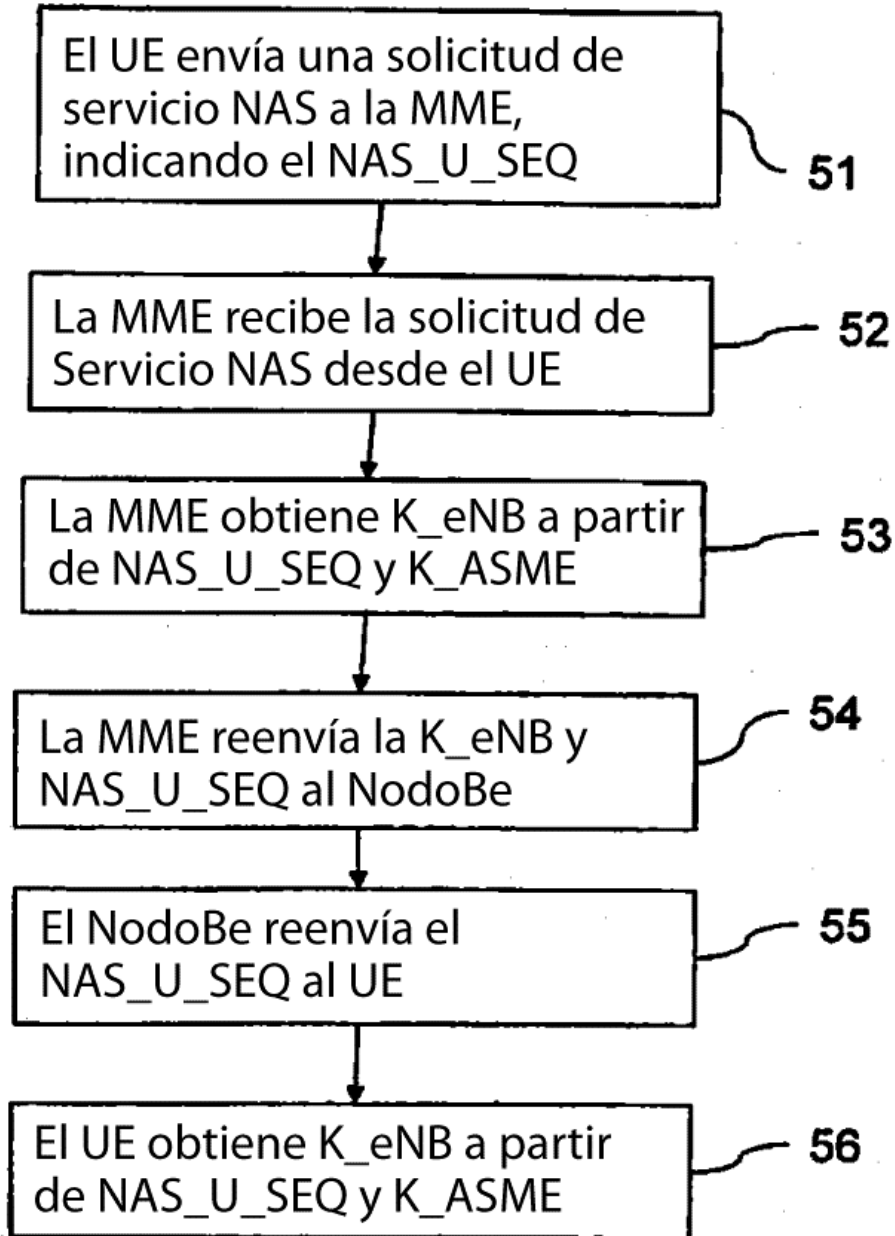 El UE envía una solicitud de
servicio NAS a la MME,
indicando el NAS_U_SEQ
51
La MME recibe la solicitud de
Servicio NAS desde el UE
52
La MME obtiene K_eNB a partir
de NAS_U_SEQ y K_ASME
53
La MME reenvía la K_eNB y
NAS_U_SEQ al NodoBe
54
El NodoBe reenvía el
NAS_U_SEQ al UE
55
El UE obtiene K_eNB a partir
de NAS_U_SEQ y K_ASME
56